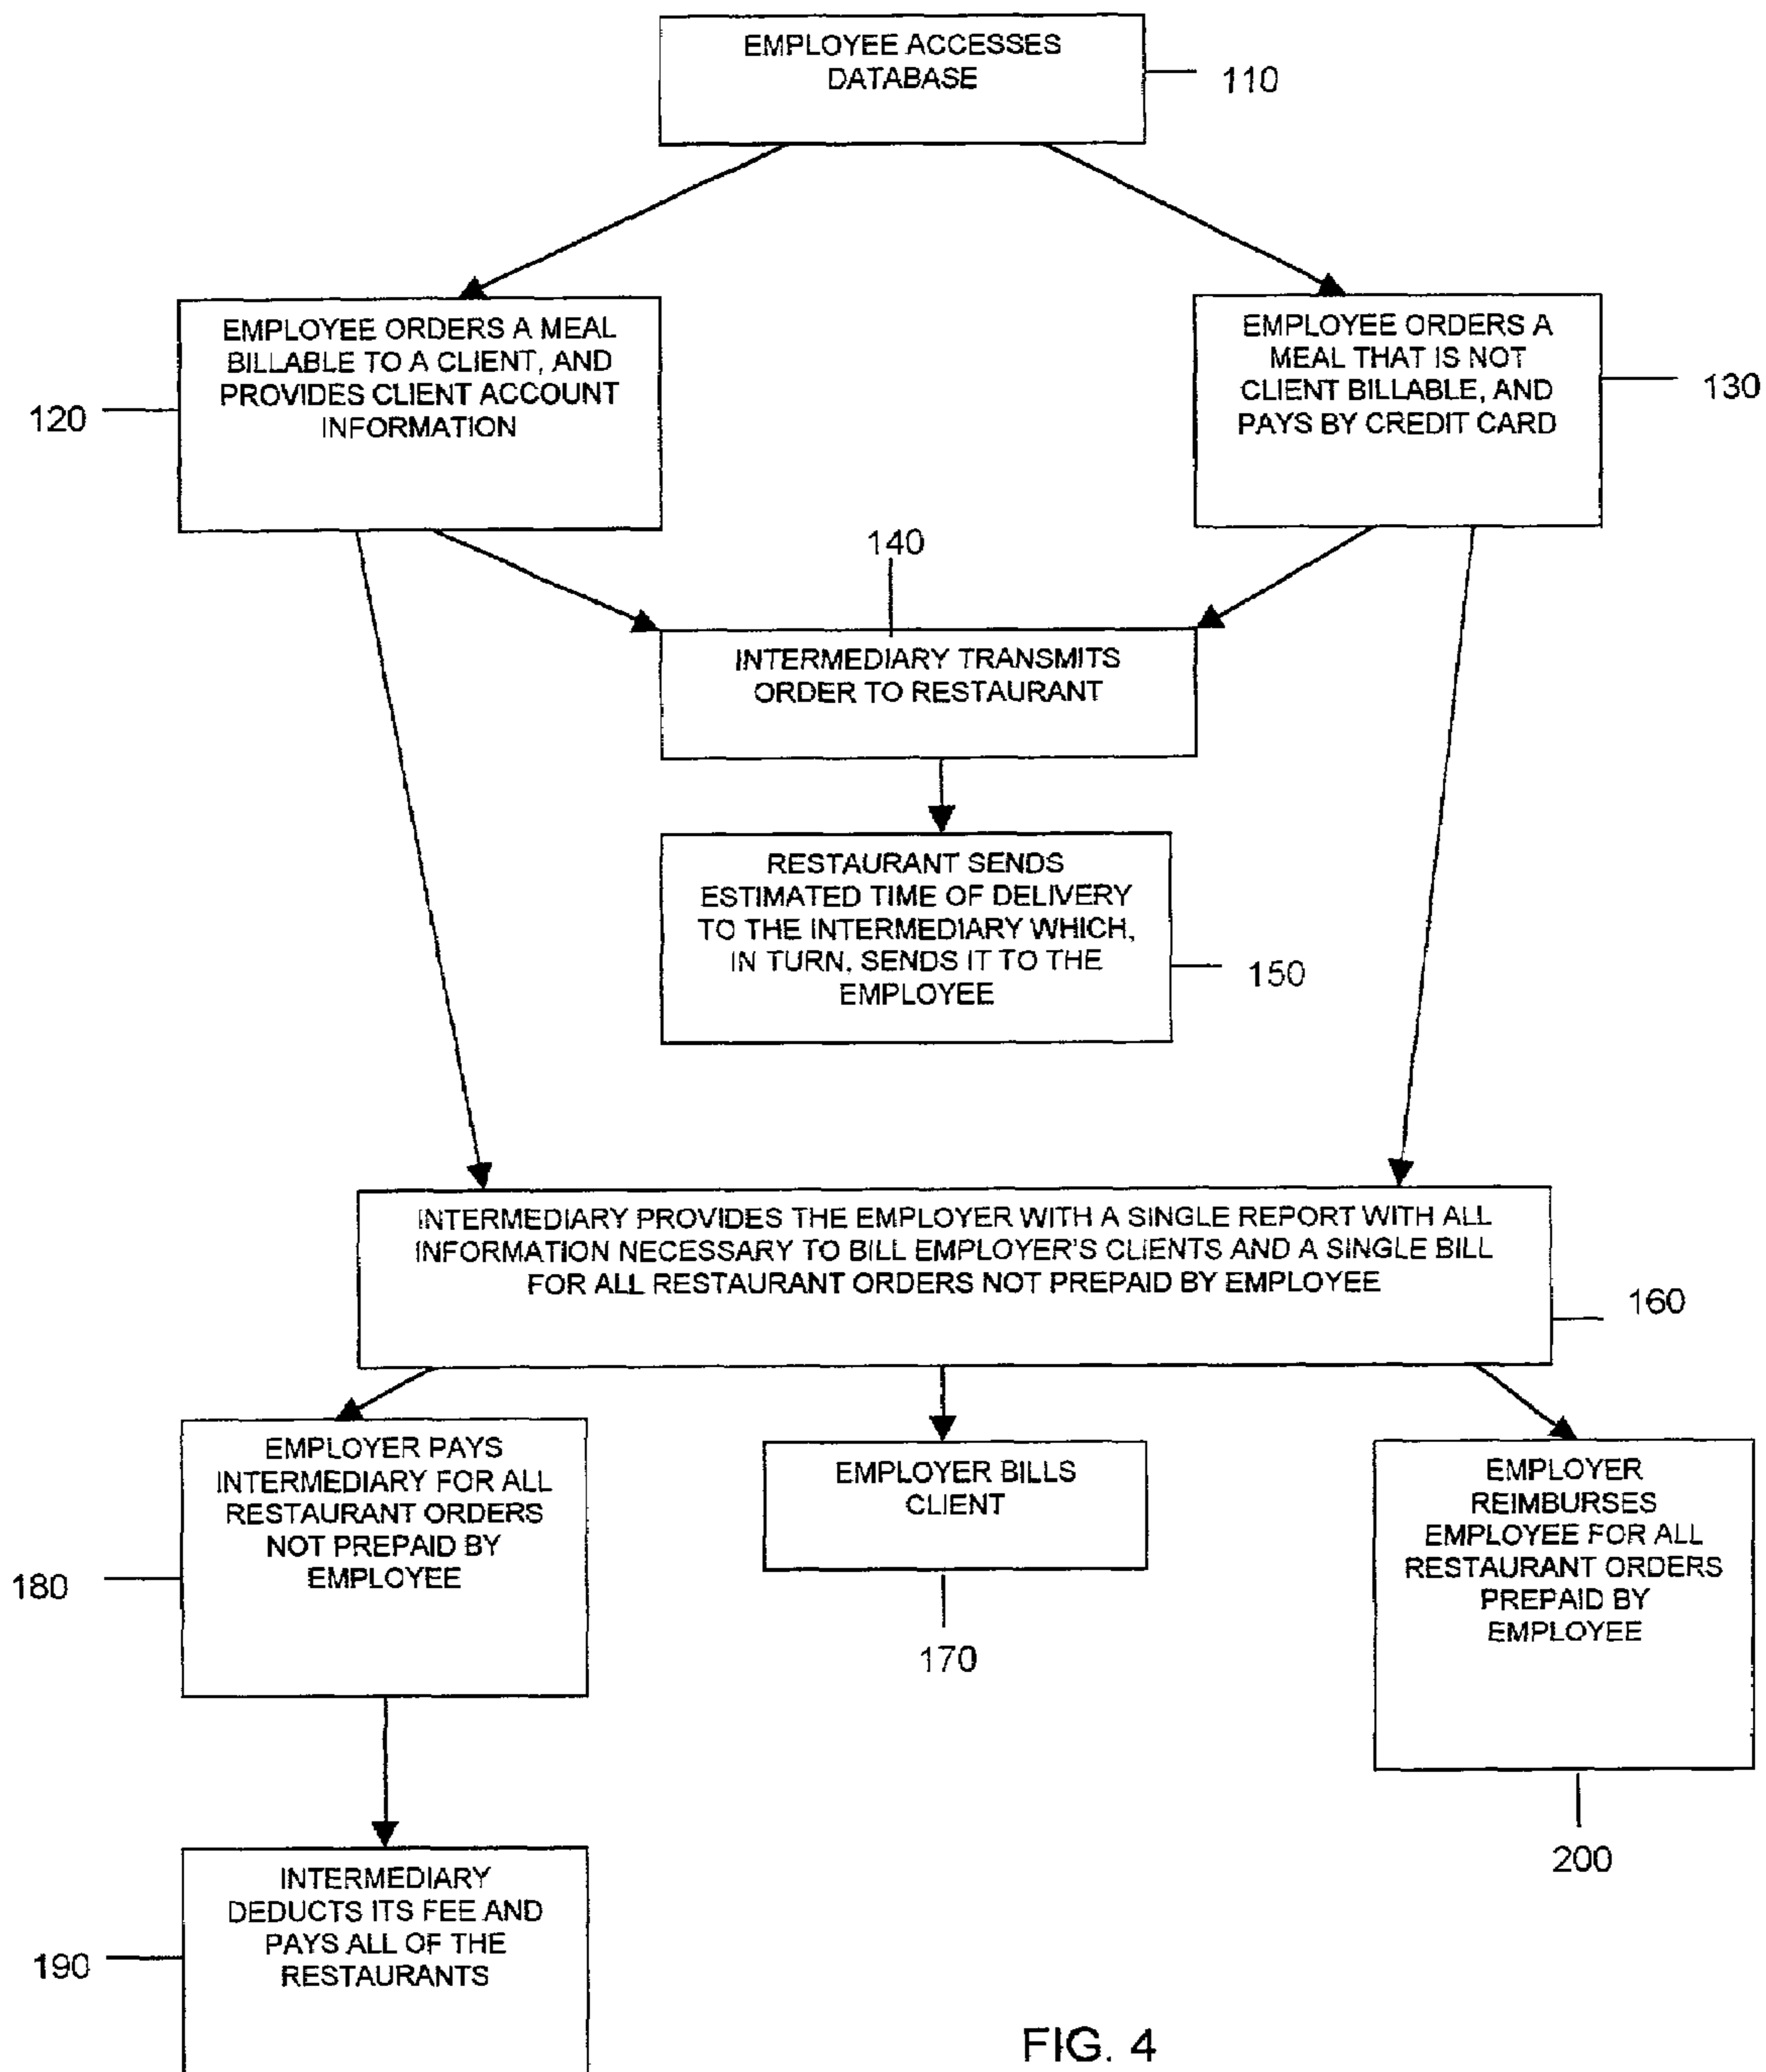 EMPLOYEE ACCESSES
DATABASE
110
EMPLOYEE ORDERS A MEAL
BILLABLE TO A CLIENT, AND
PROVIDES CLIENT ACCOUNT
INFORMATION
120
EMPLOYEE ORDERS A
MEAL THAT IS NOT
CLIENT BILLABLE, AND
PAYS BY CREDIT CARD
130
140
INTERMEDIARY TRANSMITS
ORDER TO RESTAURANT
RESTAURANT SENDS
ESTIMATED TIME OF DELIVERY
TO THE INTERMEDIARY WHICH,
IN TURN, SENDS IT TO THE
EMPLOYEE
150
INTERMEDIARY PROVIDES THE EMPLOYER WITH A SINGLE REPORT WITH ALL
INFORMATION NECESSARY TO BILL EMPLOYER'S CLIENTS AND A SINGLE BILL
FOR ALL RESTAURANT ORDERS NOT PREPAID BY EMPLOYEE
160
EMPLOYER PAYS
INTERMEDIARY FOR ALL
RESTAURANT ORDERS
NOT PREPAID BY
EMPLOYEE
180
EMPLOYER BILLS
CLIENT
170
EMPLOYER
REIMBURSES
EMPLOYEE FOR ALL
RESTAURANT ORDERS
PREPAID BY
EMPLOYEE
200
INTERMEDIARY
DEDUCTS ITS FEE AND
PAYS ALL OF THE
RESTAURANTS
190
FIG. 4